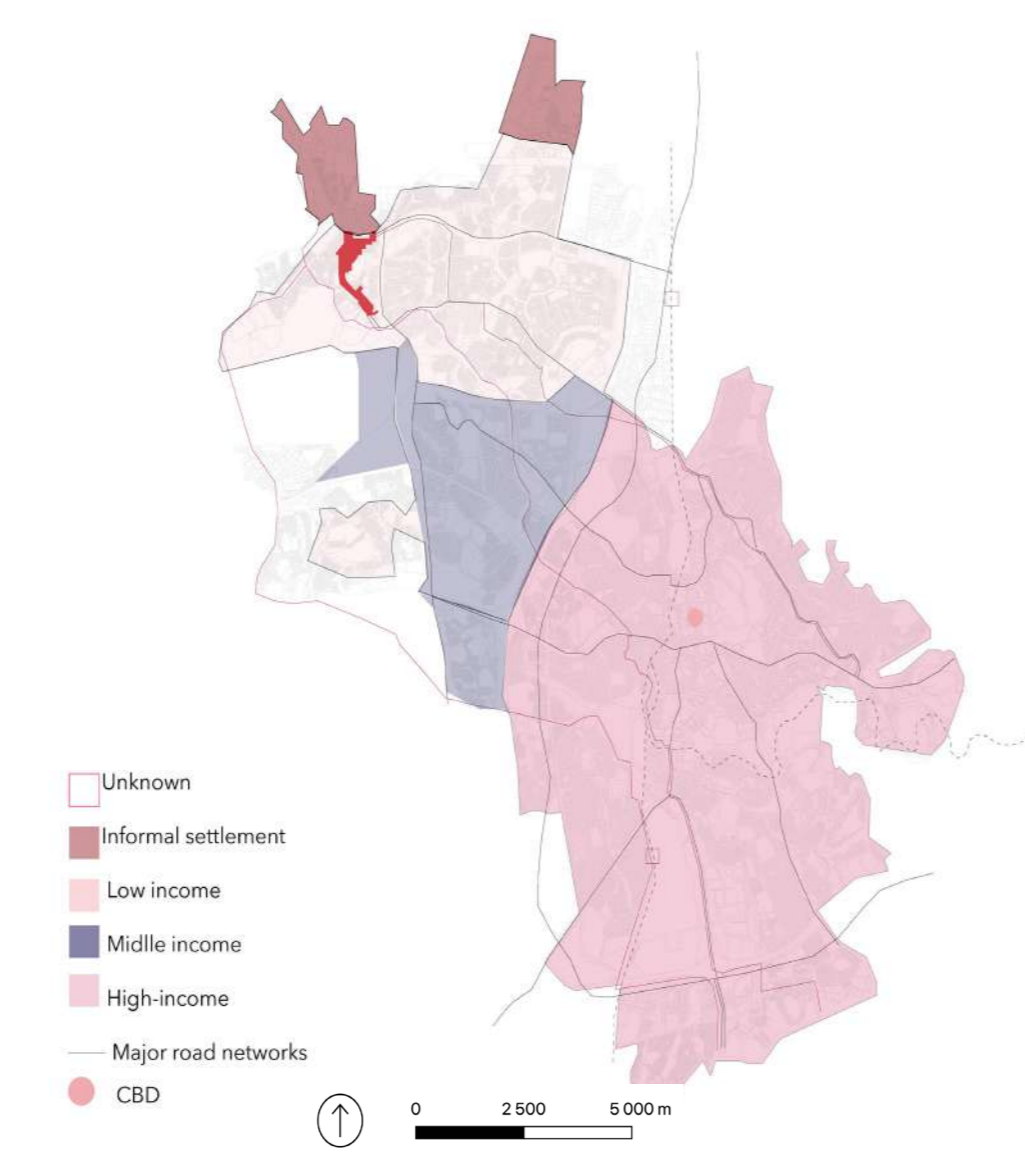 Unknown
Informal settlement
Low income
Midlle income
High-income
Major road networks
CBD
0 2 500 5 000 m